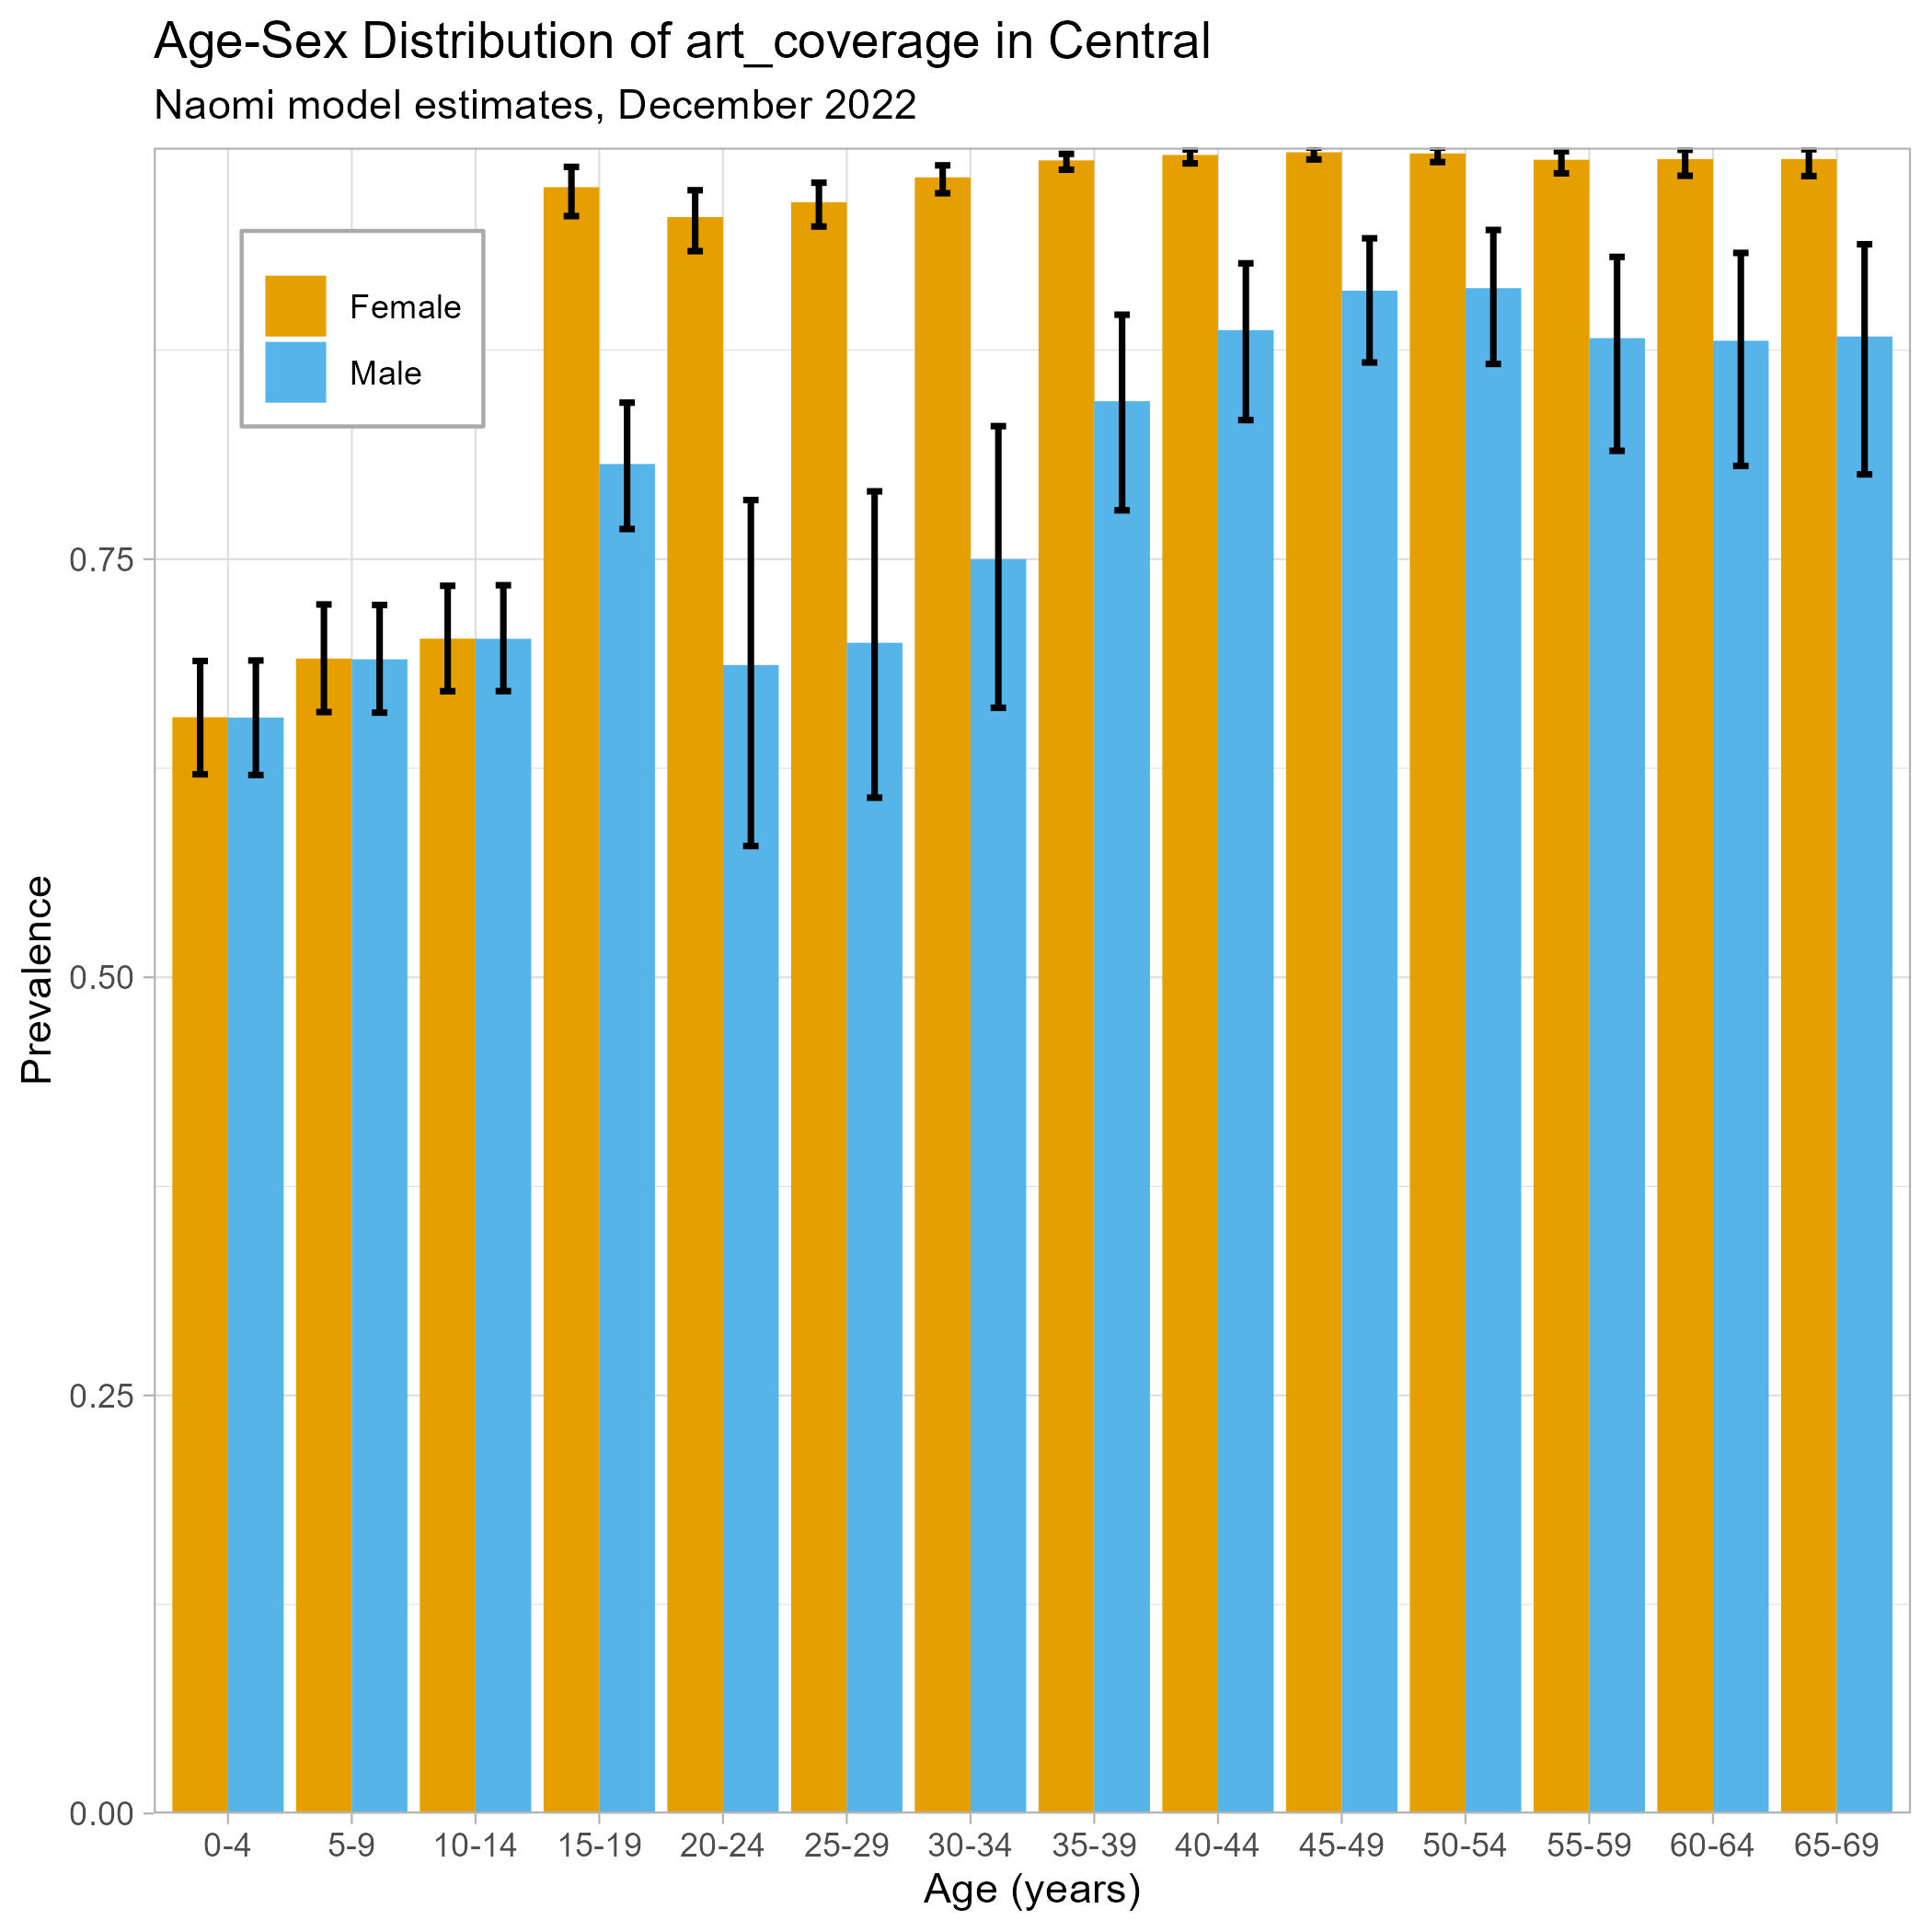 Age-Sex Distribution of art_coverage in Central
Naomi model estimates, December 2022
Female
Male
0.75
0.50
0.25
0.00
Prevalence
0-4 5-9 10-14 15-19 20-24 25-29 30-34 35-39 40-44 45-49 50-54 55-59 60-64 65-69
Age (years)